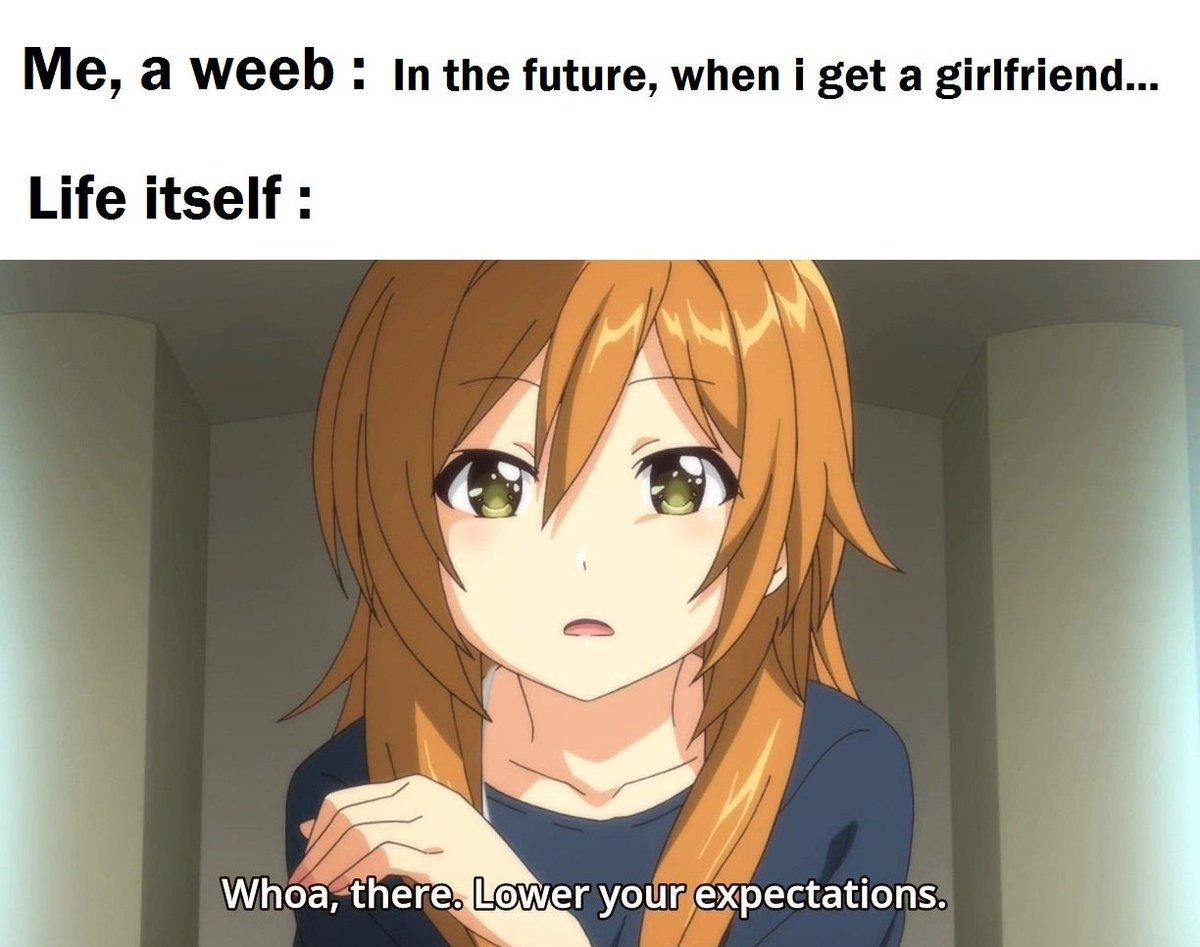 Me, a weeb : In the future, when i get a girlfriend...
Life itself :
Whoa, there. Lower your expectations.